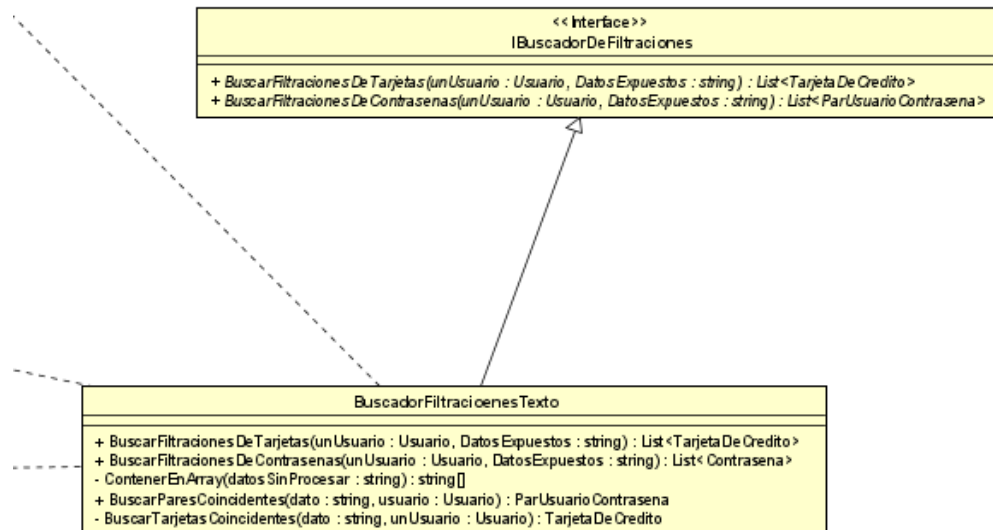 <<Interface>>
IBuscadorDeFiltraciones
+ BuscarFiltracionesDeTarjetas(unUsuario : Usuario, DatosExpuestos : string) : List<TarjetaDeCredito>
+ BuscarFiltracionesDeContrasenas(unUsuario : Usuario, DatosExpuestos : string) : List<ParUsuarioContrasena>
BuscadorFiltracioenesTexto
+ BuscarFiltracionesDeTarjetas(unUsuario : Usuario, DatosExpuestos : string) : List<TarjetaDeCredito>
+ BuscarFiltracionesDeContrasenas(unUsuario : Usuario, DatosExpuestos : string) : List<Contrasena>
- ContenerEnArray(datosSinProcesar : string) : string[]
+ BuscarParesCoincidentes(dato : string, usuario : Usuario) : ParUsuarioContrasena
- BuscarTarjetasCoincidentes(dato : string, unUsuario : Usuario) : TarjetaDeCredito